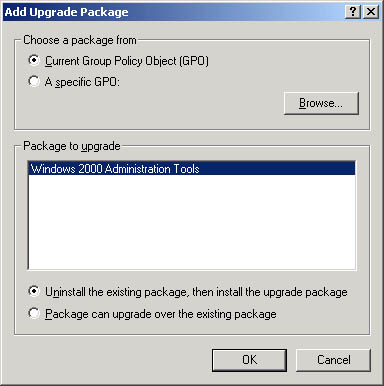 Add Upgrade Package
Choose a package from
Current Group Policy Object (GPO)
A specific GPO:
Browse...
Package to upgrade
Windows 2000 Administration Tools
Uninstall the existing package, then install the upgrade package
Package can upgrade over the existing package
OK
Cancel